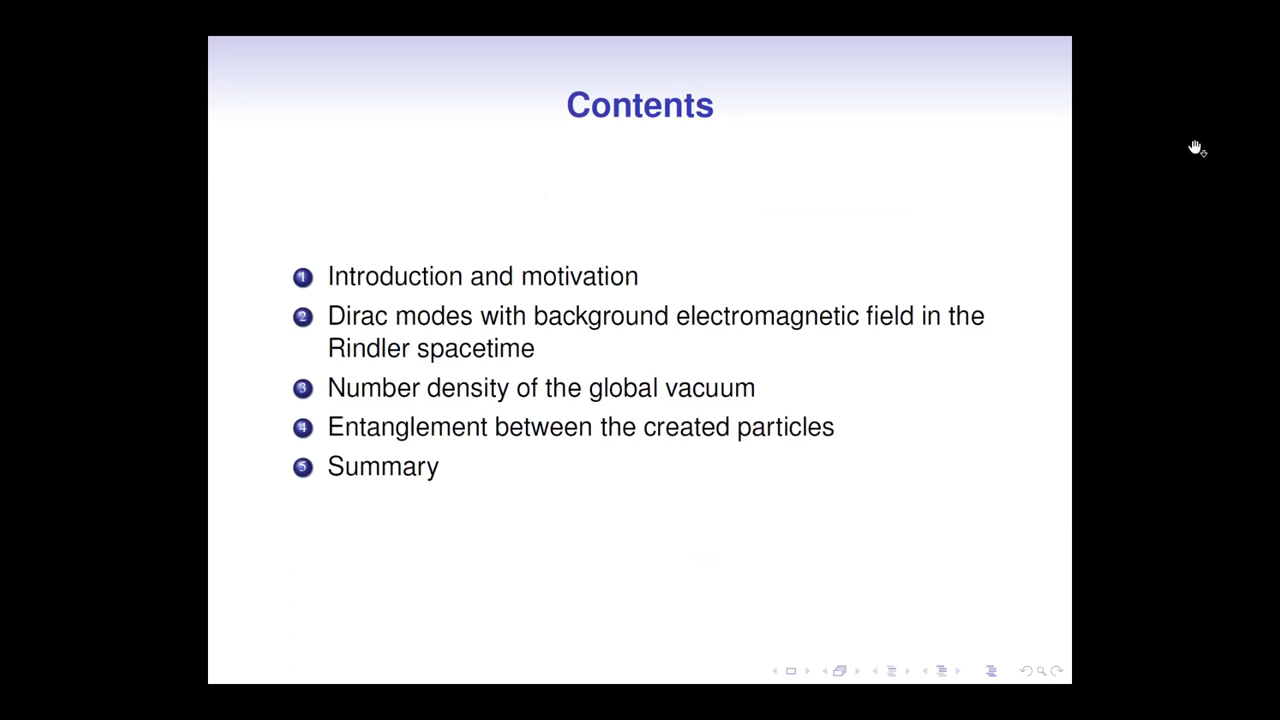 Contents
1 Introduction and motivation
2 Dirac modes with background electromagnetic field in the
Rindler spacetime
3 Number density of the global vacuum
4 Entanglement between the created particles
5 Summary